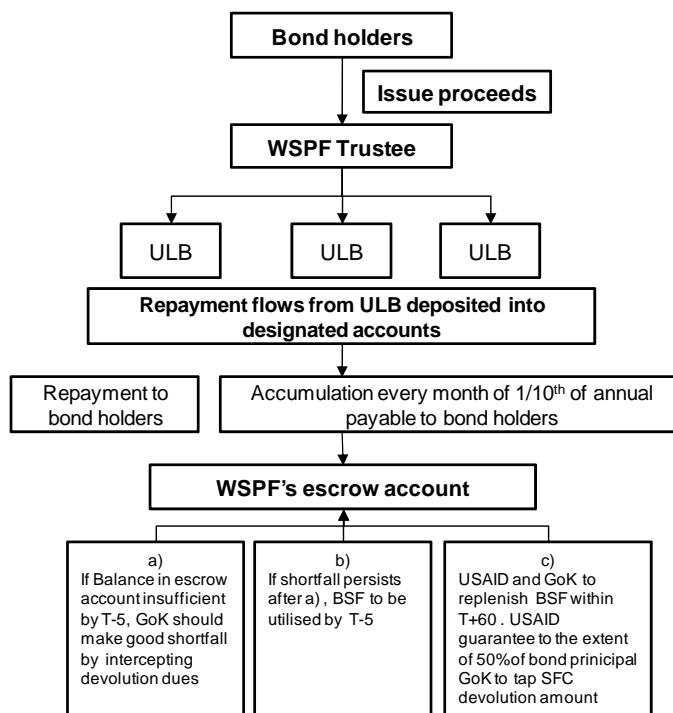 Bond holders
Issue proceeds
WSPF Trustee
ULB
ULB
ULB
Repayment flows from ULB deposited into
designated accounts
Repayment to
bond holders
Accumulation every month of 1/10th of annual
payable to bond holders
WSPF's escrow account
a)
If Balance in escrow
account insufficient
by T-5, GoK should
make good shortfall
by intercepting
devolution dues
b)
If shortfall persists
after a) , BSF to be
utilised by T-5
c)
USAID and GoK to
replenish BSF within
T+60 . USAID
guarantee to the extent
of 50%of bond prinicipal
GoK to tap SFC
devolution amount